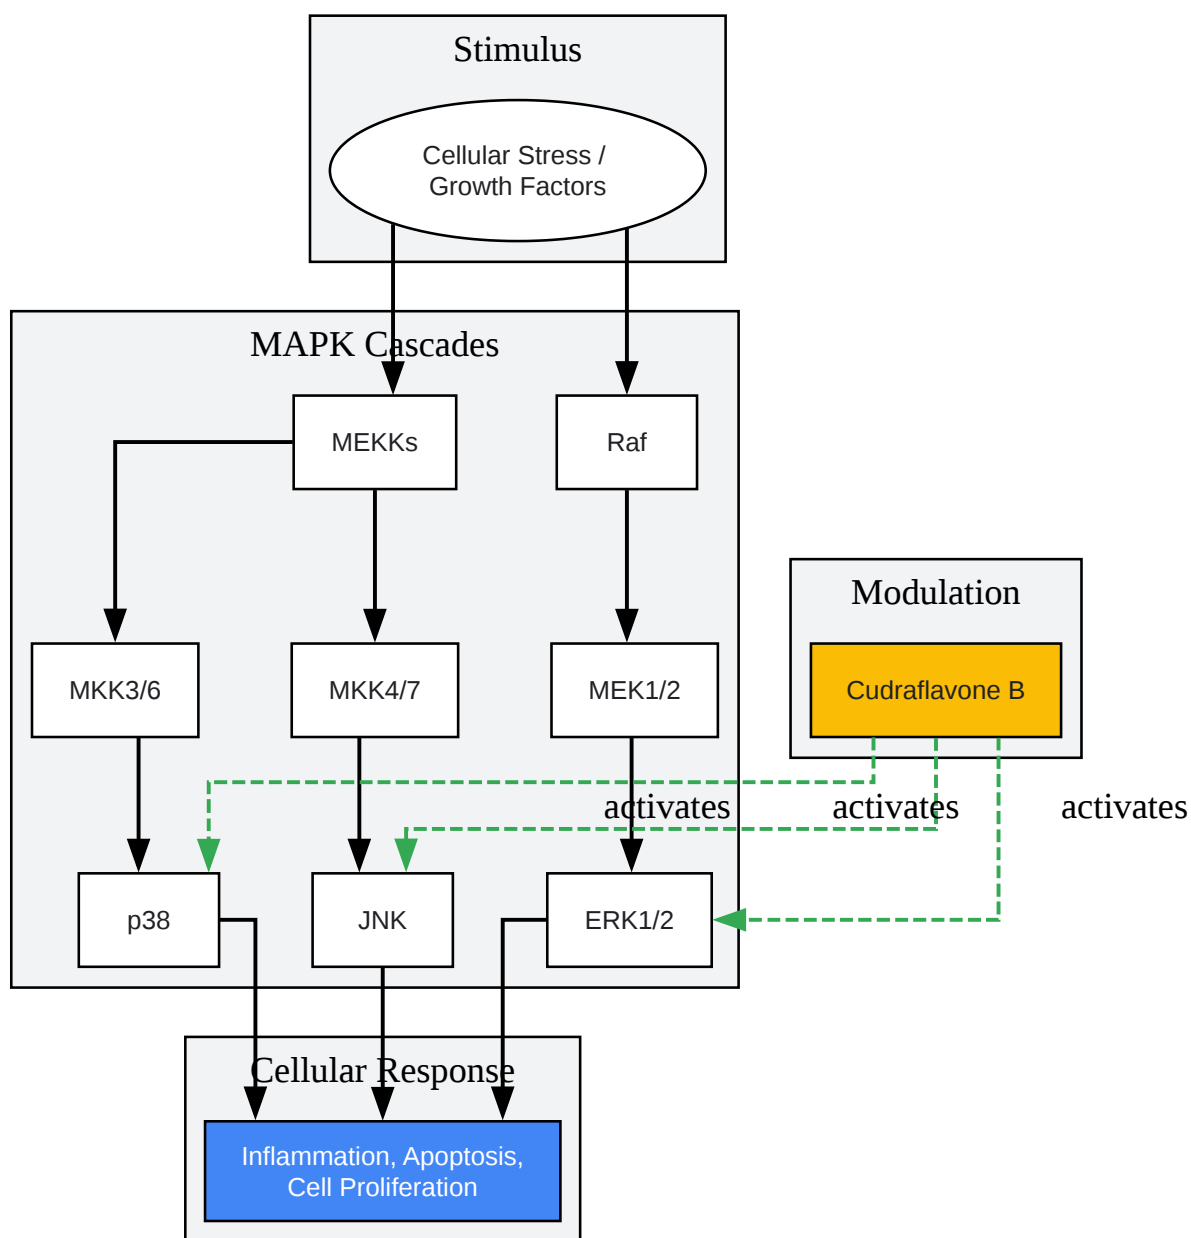 Stimulus
Cellular Stress /
Growth Factors
MAPK Cascades
MEKKs
Raf
Modulation
MKK3/6
MKK4/7
MEK1/2
Cudraflavone B
activates
activates
activates
p38
JNK
ERK1/2
Cellular Response
Inflammation, Apoptosis,
Cell Proliferation